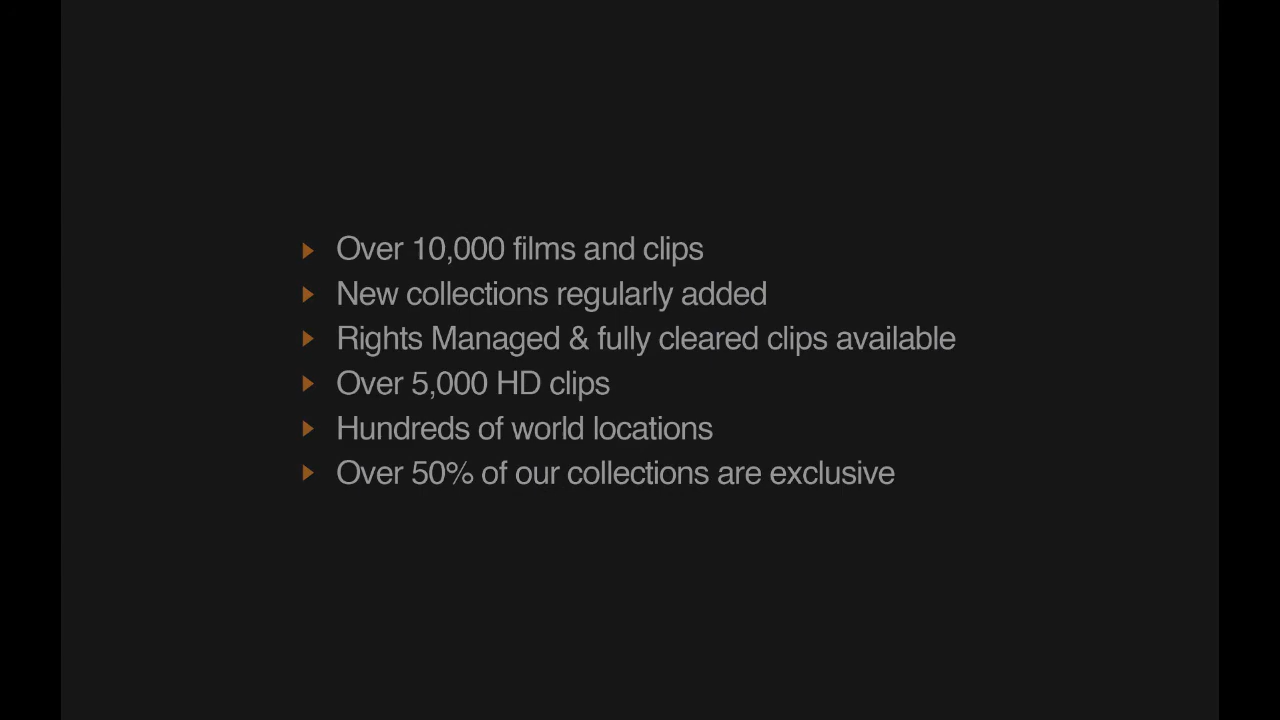 Over 10,000 films and clips
New collections regularly added
Rights Managed & fully cleared clips available
Over 5,000 HD clips
Hundreds of world locations
Over 50% of our collections are exclusive